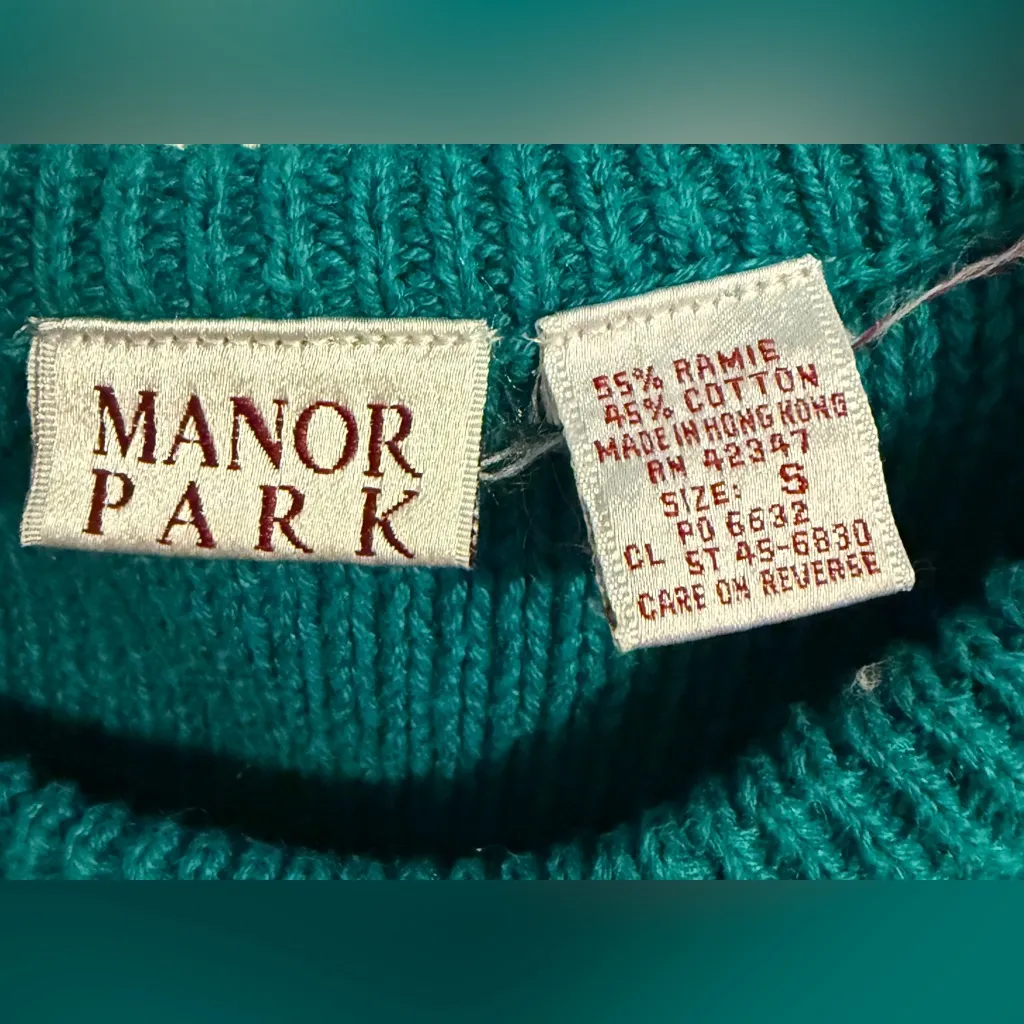 MANOR
PARK
55% RAMIE
45% COTTON
MADE IN HONG KONG
RN 42347
SIZE: S
PO 6632
CL ST 45-6830
CARE ON REVERSE